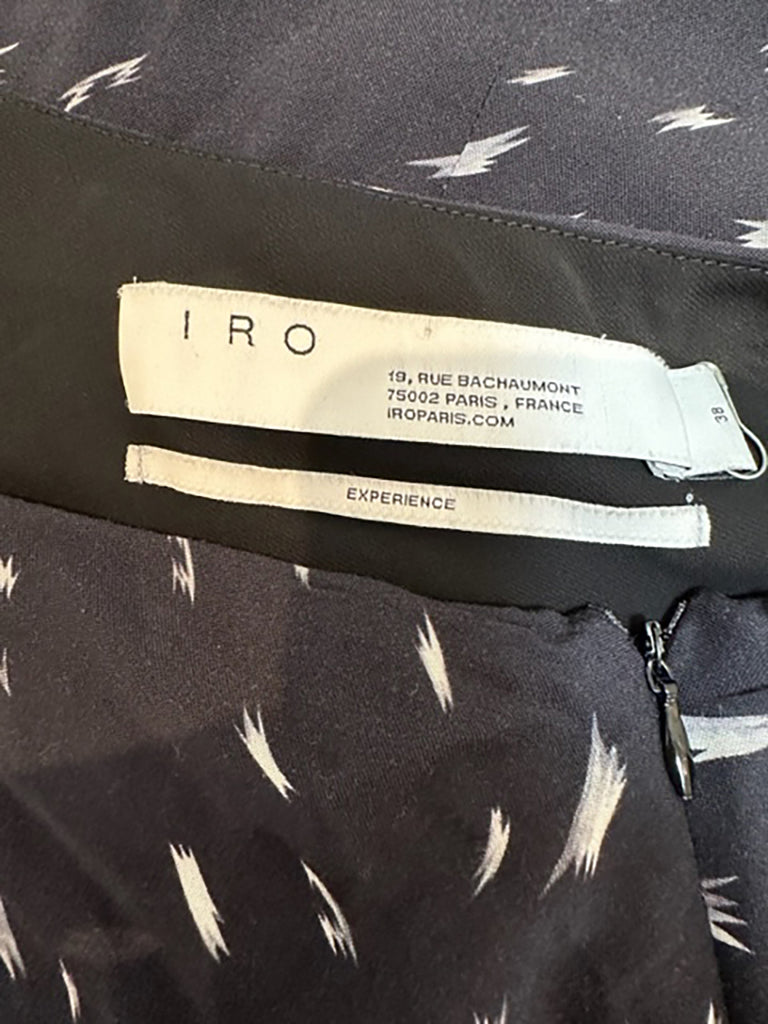 IRO
19, RUE BACHAUMONT
75002 PARIS , FRANCE
IROPARIS.COM
38
EXPERIENCE